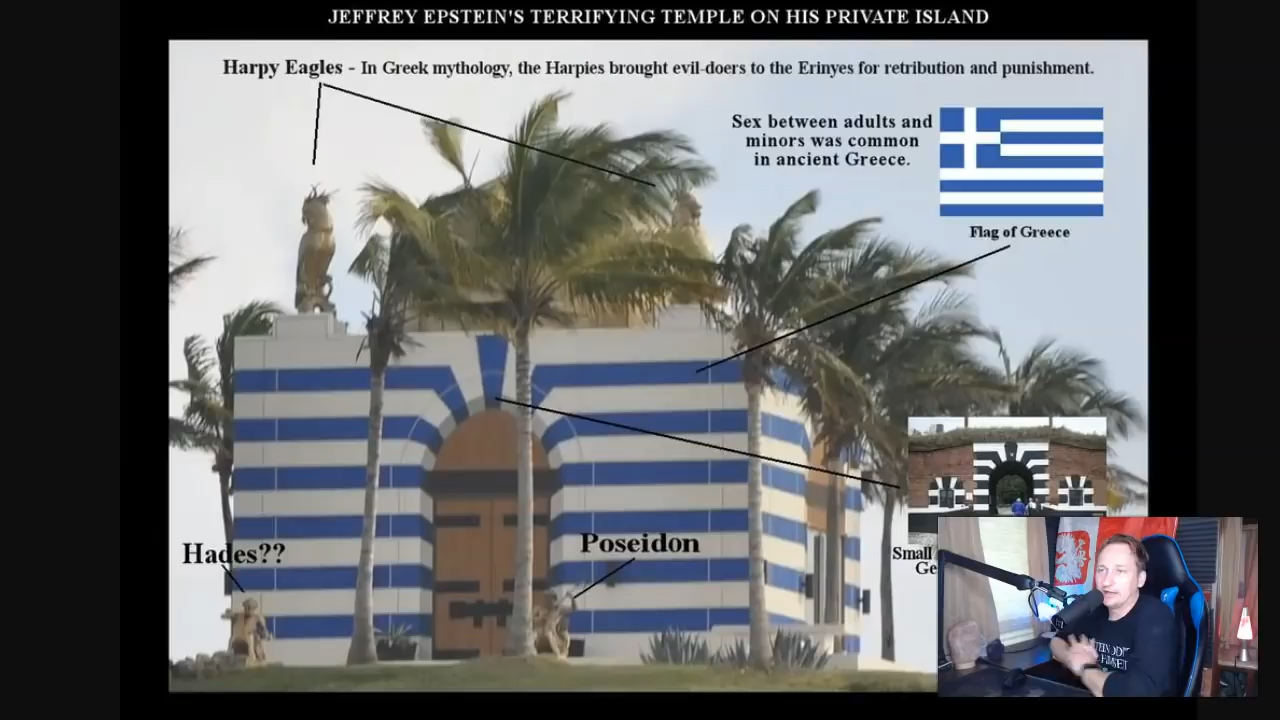 JEFFREY EPSTEIN'S TERRIFYING TEMPLE ON HIS PRIVATE ISLAND
Harpy Eagles - In Greek mythology, the Harpies brought evil-doers to the Erinyes for retribution and punishment.
Sex between adults and
minors was common
in ancient Greece.
Flag of Greece
Hades??
Poseidon
Small
Ge